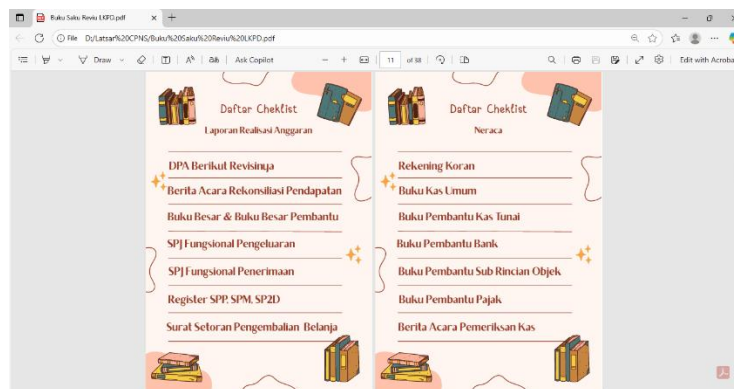 Buku Saku Reviu LKPD.pdf
File
D:/Latsar%20CPNS/Buku%20Saku%20Reviu%20LKPD.pdf
Draw
Ask Copilot
11
of 38
Edit with Acroba
Daftar Cheklist
Laporan Realisasi Anggaran
DPA Berikut Revisinya
Berita Acara Rekonsiliasi Pendapatan
Buku Besar & Buku Besar Pembantu
SPJ Fungsional Pengeluaran
SPJ Fungsional Penerimaan
Register SPP, SPM, SP2D
Surat Setoran Pengembalian Belanja
Daftar Cheklist
Neraca
Rekening Koran
Buku Kas Umum
Buku Pembantu Kas Tunai
Buku Pembantu Bank
Buku Pembantu Sub Rincian Objek
Buku Pembantu Pajak
Berita Acara Pemeriksan Kas